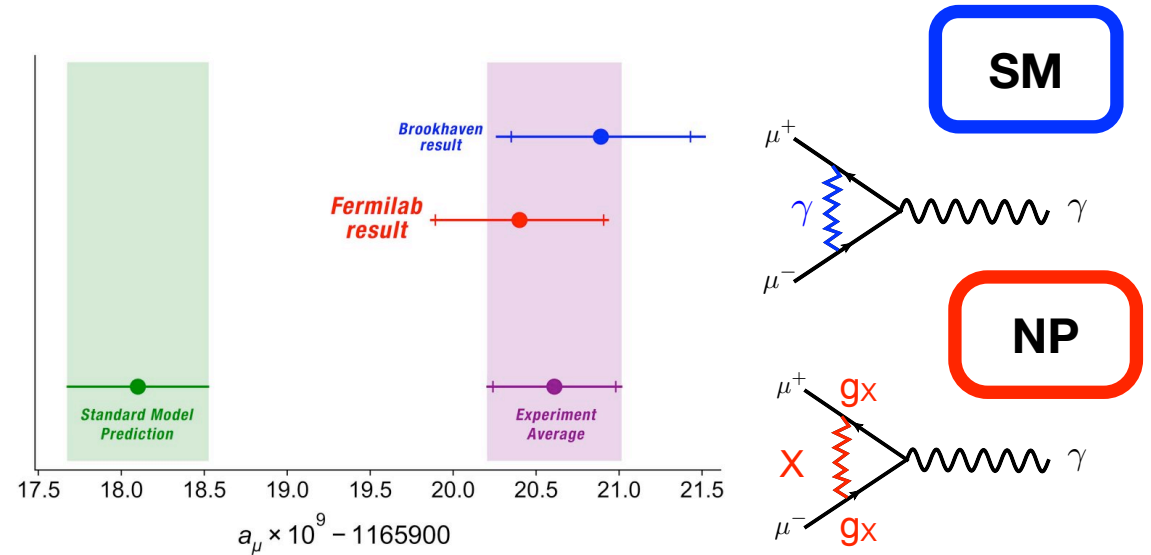 Brookhaven
result
Fermilab
result
Standard Model
Prediction
Experiment
Average
17.5 18.0 18.5 19.0 19.5 20.0 20.5 21.0 21.5
aμ × 10⁹ − 1165900
SM
μ⁺
γ γ
μ⁻
NP
μ⁺ gX
X γ
μ⁻ gX